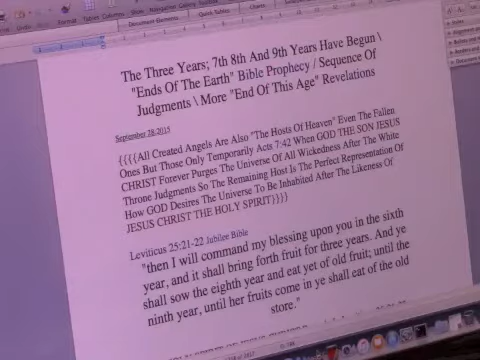 Document Elements
Quick Tables
Charts
The Three Years; 7th 8th And 9th Years Have Begun \
"Ends Of The Earth" Bible Prophecy / Sequence Of
Judgments \ More "End Of This Age" Revelations
September 28, 2015
{{{{All Created Angels Are Also "The Hosts Of Heaven" Even The Fallen
Ones But Those Only Temporarily Acts 7:42 When GOD THE SON JESUS
CHRIST Forever Purges The Universe Of All Wickedness After The White
Throne Judgments So The Remaining Host Is The Perfect Representation Of
How GOD Desires The Universe To Be Inhabited After The Likeness Of
JESUS CHRIST THE HOLY SPIRIT}}}}
Leviticus 25:21-22 Jubilee Bible
"then I will command my blessing upon you in the sixth
year, and it shall bring forth fruit for three years. And ye
shall sow the eighth year and eat yet of old fruit; until the
ninth year, until her fruits come in ye shall eat of the old
store."